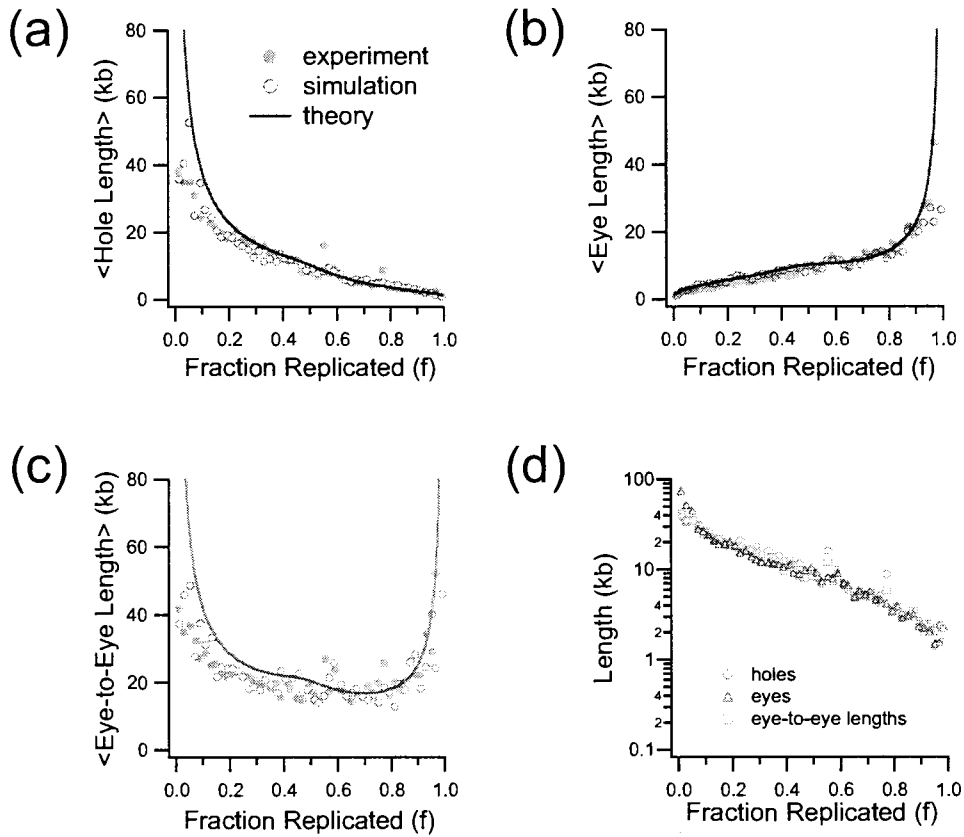 (a)
<Hole Length> (kb)
80
60
40
20
0
experiment
simulation
theory
0.0 0.2 0.4 0.6 0.8 1.0
Fraction Replicated (f)
(b)
<Eye Length> (kb)
80
60
40
20
0
0.0 0.2 0.4 0.6 0.8 1.0
Fraction Replicated (f)
(c)
<Eye-to-Eye Length> (kb)
80
60
40
20
0
0.0 0.2 0.4 0.6 0.8 1.0
Fraction Replicated (f)
(d)
Length (kb)
100
4
2
10
4
2
1
4
2
0.1
holes
eyes
eye-to-eye lengths
0.0 0.2 0.4 0.6 0.8 1.0
Fraction Replicated (f)